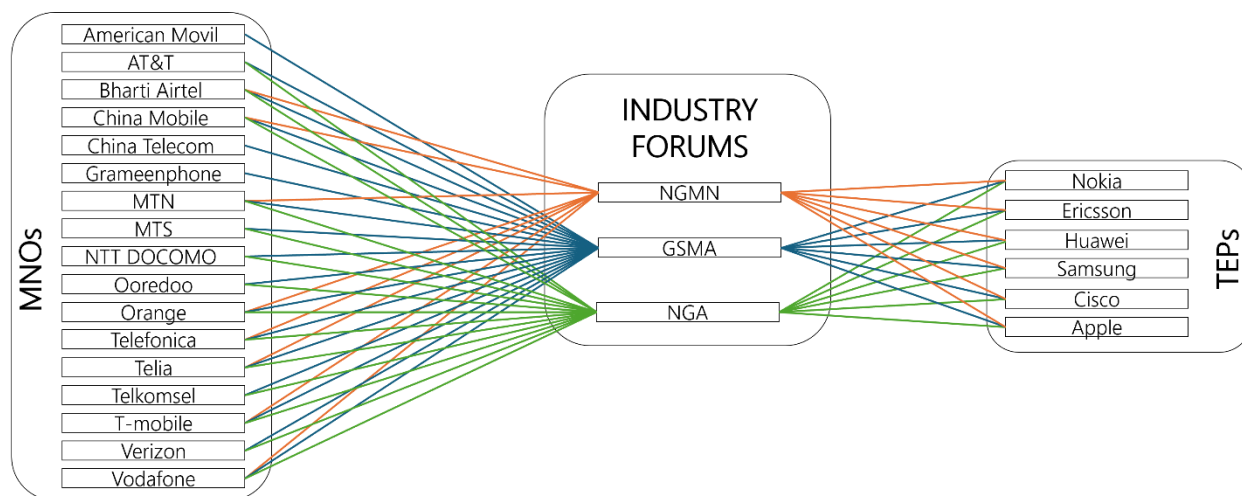 MNOs
American Movil
AT&T
Bharti Airtel
China Mobile
China Telecom
Grameenphone
MTN
MTS
NTT DOCOMO
Ooredoo
Orange
Telefonica
Telia
Telkomsel
T-mobile
Verizon
Vodafone
INDUSTRY
FORUMS
NGMN
GSMA
NGA
Nokia
Ericsson
Huawei
Samsung
Cisco
Apple
TEPs